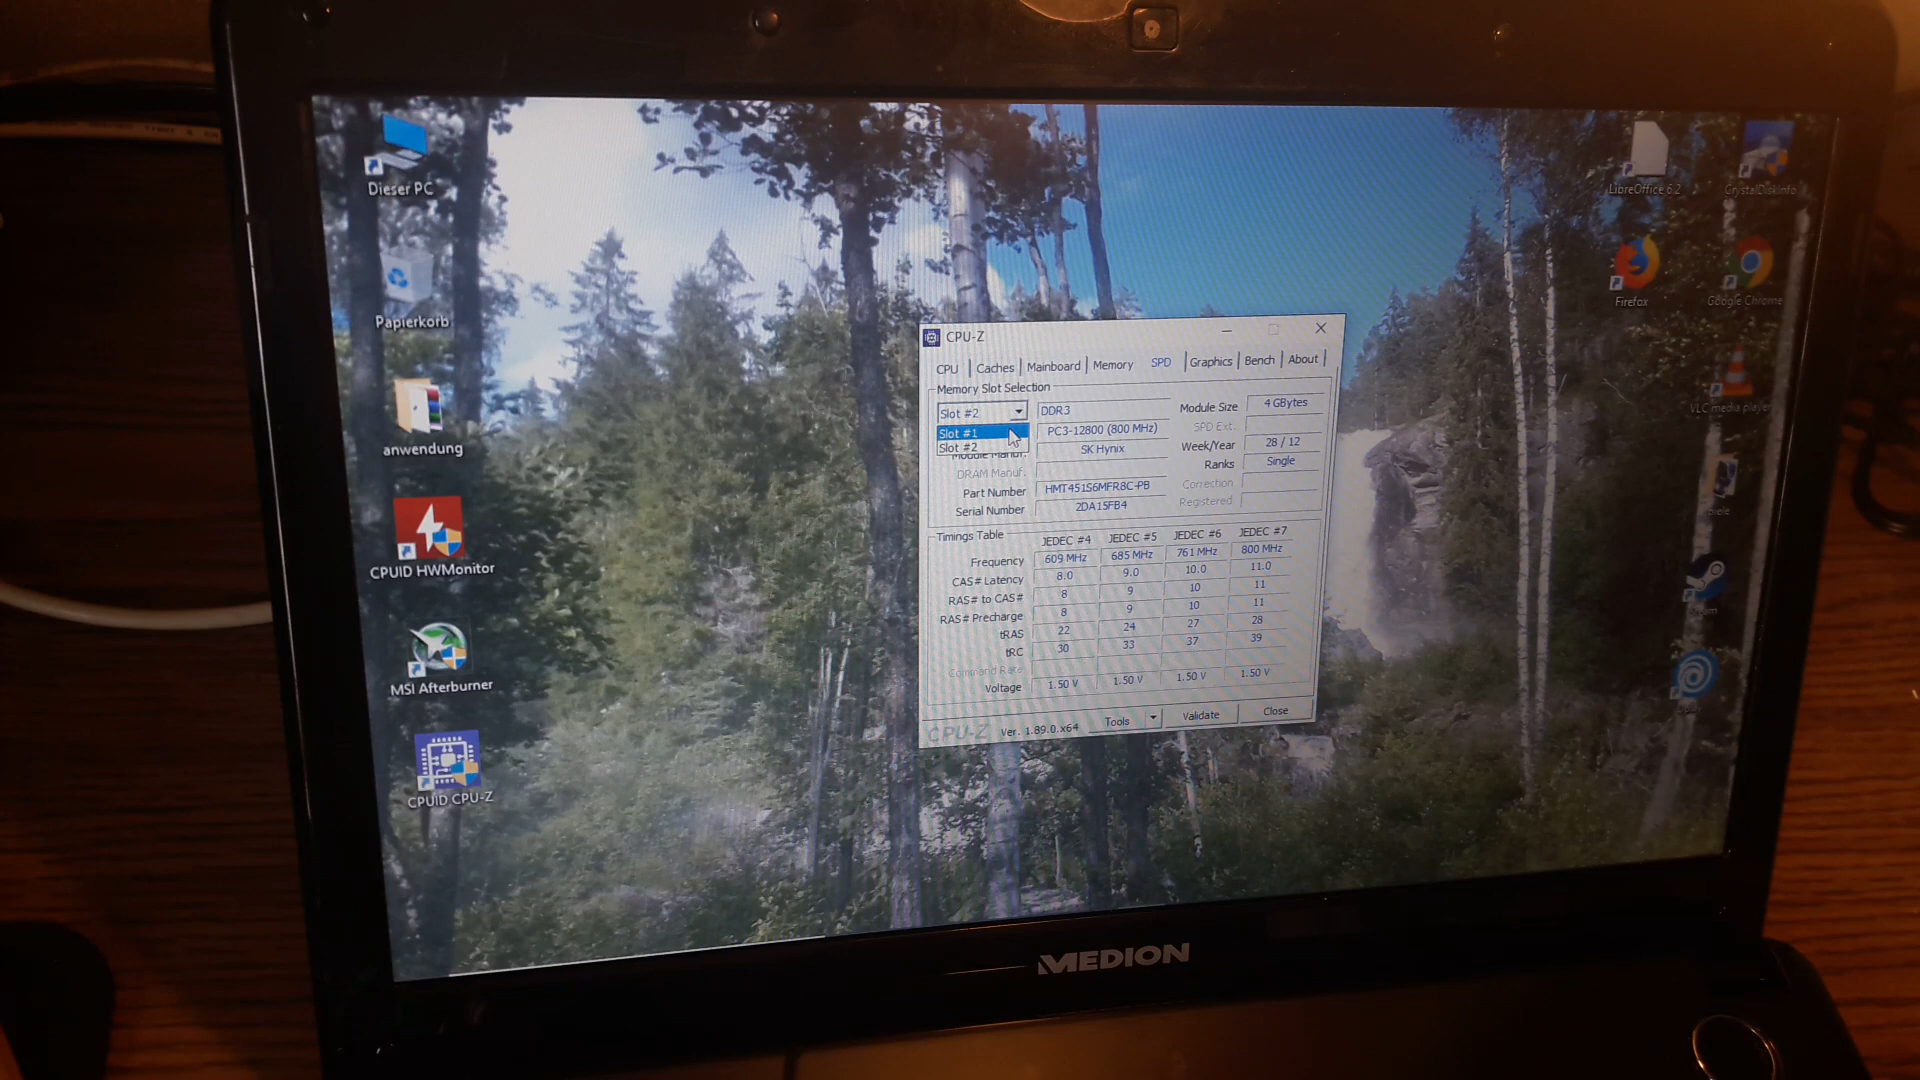 Dieser PC
Papierkorb
anwendung
CPUID HWMonitor
MSI Afterburner
CPUID CPU-Z
LibreOffice 6.2
CrystalDiskInfo
Firefox
Google Chrome
VLC media player
CPU-Z
CPU Caches Mainboard Memory SPD Graphics Bench About
Memory Slot Selection
Slot #2 DDR3 Module Size 4 GBytes
Slot #1 PC3-12800 (800 MHz) SPD Ext.
Slot #2
Module Manuf. SK Hynix Week/Year 28 / 12
DRAM Manuf. Ranks Single
Part Number HMT451S6MFR8C-PB Correction
Serial Number 2DA15FB4 Registered
Timings Table
JEDEC #4 JEDEC #5 JEDEC #6 JEDEC #7
Frequency 609 MHz 685 MHz 761 MHz 800 MHz
CAS# Latency 8.0 9.0 10.0 11.0
RAS# to CAS# 8 9 10 11
RAS# Precharge 8 9 10 11
tRAS 22 24 27 28
tRC 30 33 37 39
Command Rate
Voltage 1.50 V 1.50 V 1.50 V 1.50 V
CPU-Z Ver. 1.89.0.x64 Tools Validate Close
MEDION